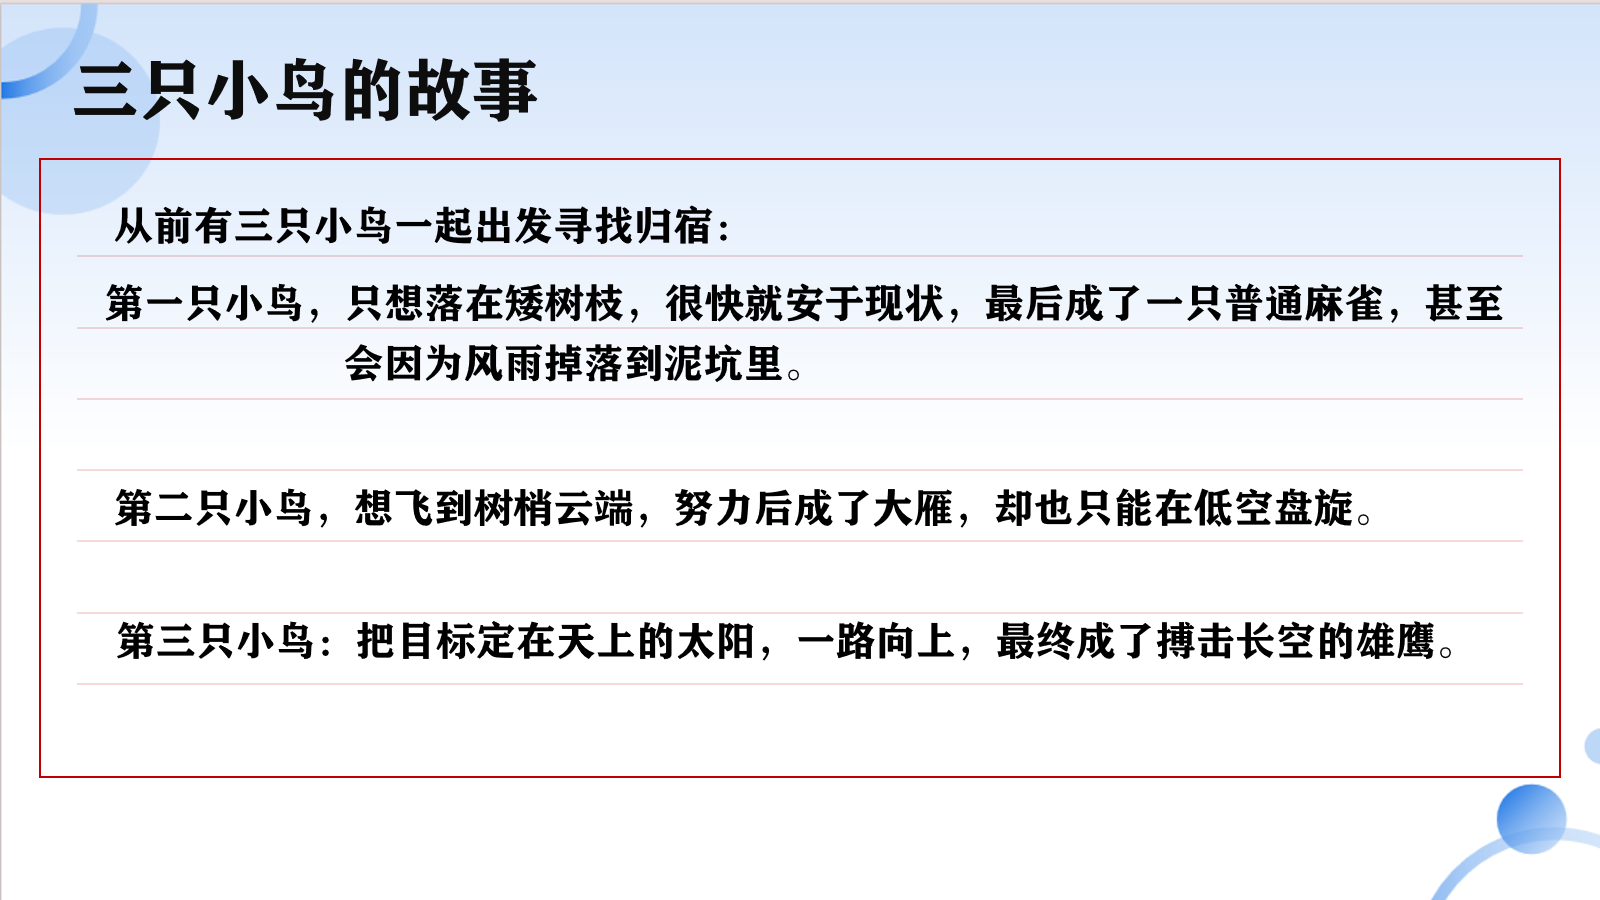 三只小鸟的故事
从前有三只小鸟一起出发寻找归宿：
第一只小鸟，只想落在矮树枝，很快就安于现状，最后成了一只普通麻雀，甚至
会因为风雨掉落到泥坑里。
第二只小鸟，想飞到树梢云端，努力后成了大雁，却也只能在低空盘旋。
第三只小鸟：把目标定在天上的太阳，一路向上，最终成了搏击长空的雄鹰。